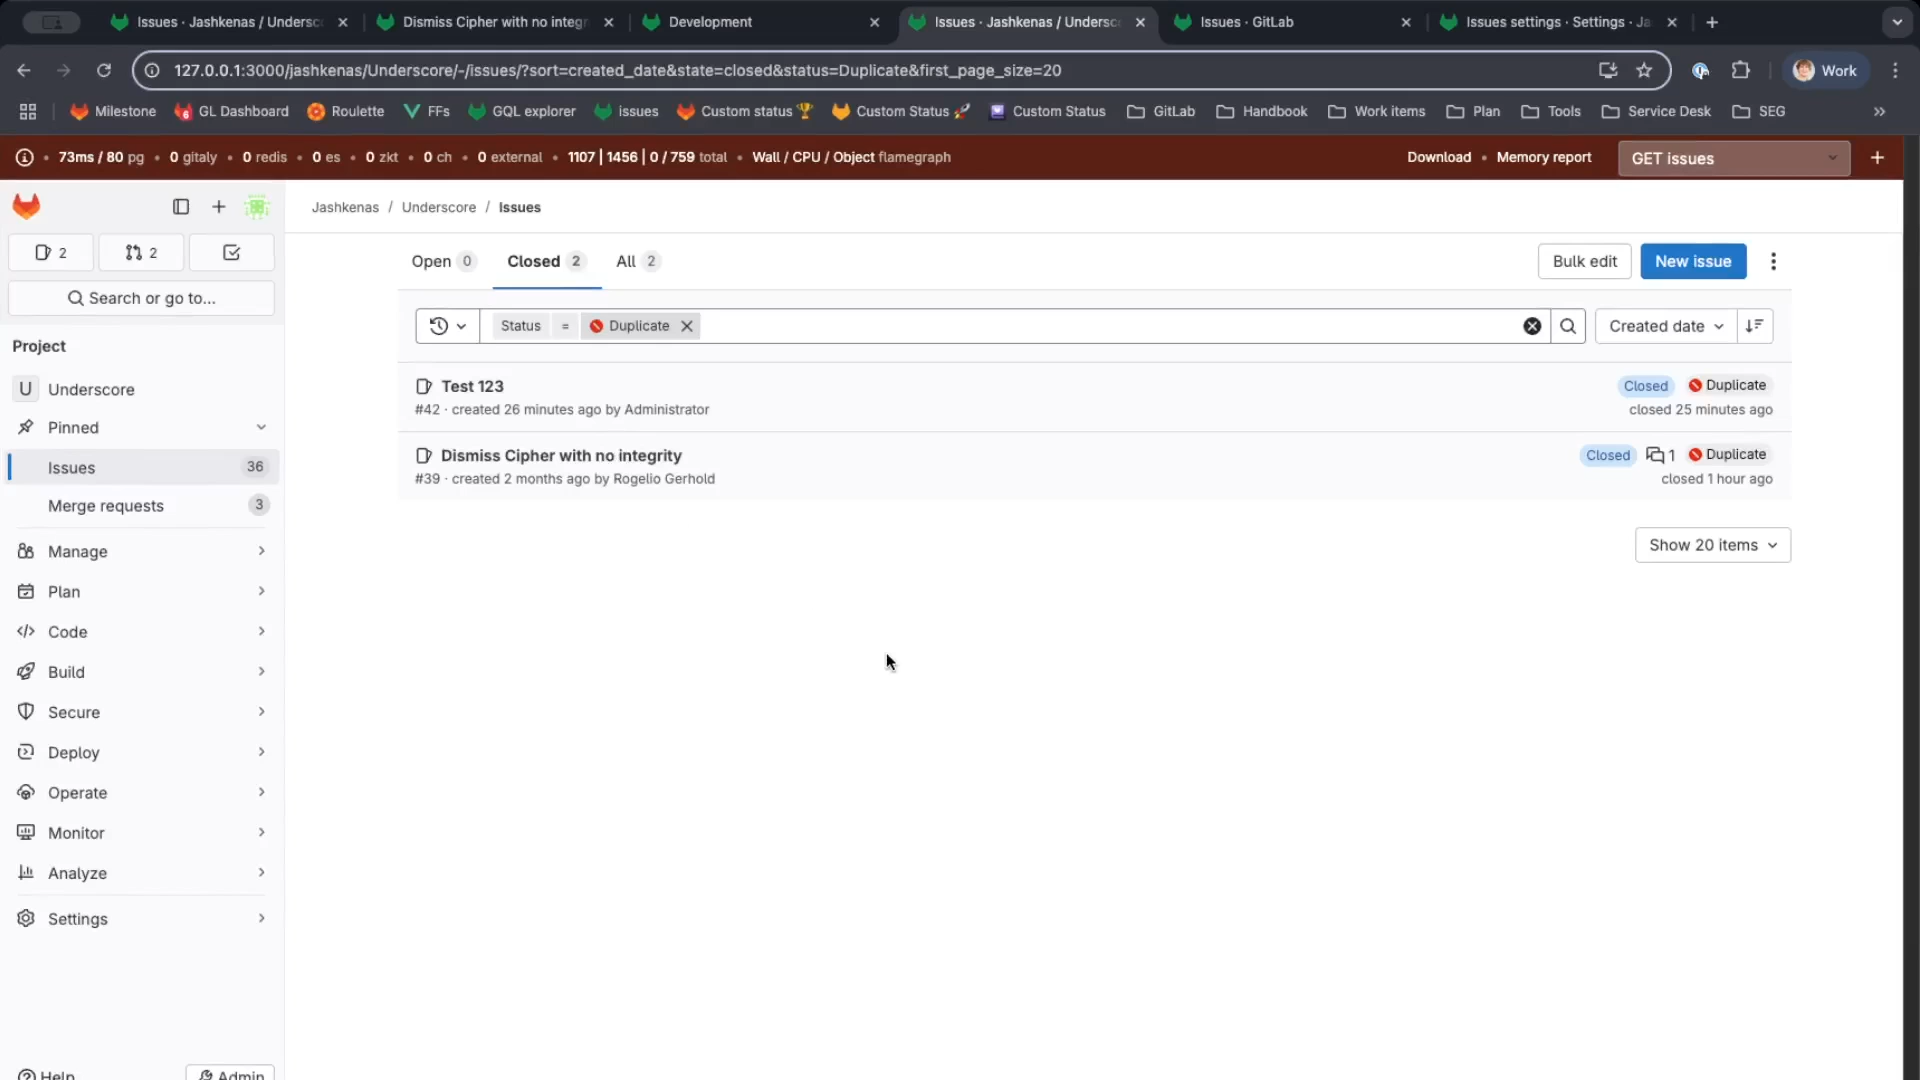 Issues · Jashkenas / Undersc
Dismiss Cipher with no integr
Development
Issues · Jashkenas / Undersc
Issues · GitLab
Issues settings · Settings · Ja
127.0.0.1:3000/jashkenas/Underscore/-/issues/?sort=created_date&state=closed&status=Duplicate&first_page_size=20
Work
Milestone
GL Dashboard
Roulette
FFs
GQL explorer
issues
Custom status🏆
Custom Status🚀
Custom Status
GitLab
Handbook
Work items
Plan
Tools
Service Desk
SEG
73ms / 80 pg • 0 gitaly • 0 redis • 0 es • 0 zkt • 0 ch • 0 external • 1107 | 1456 | 0 / 759 total • Wall / CPU / Object flamegraph
Download • Memory report
GET issues
2
2
Search or go to...
Project
U Underscore
Pinned
Issues 36
Merge requests 3
Manage
Plan
Code
Build
Secure
Deploy
Operate
Monitor
Analyze
Settings
Help
Admin
Jashkenas / Underscore / Issues
Open 0
Closed 2
All 2
Bulk edit
New issue
Status = Duplicate
Created date
Test 123
Closed Duplicate
#42 · created 26 minutes ago by Administrator
closed 25 minutes ago
Dismiss Cipher with no integrity
Closed 1 Duplicate
#39 · created 2 months ago by Rogelio Gerhold
closed 1 hour ago
Show 20 items